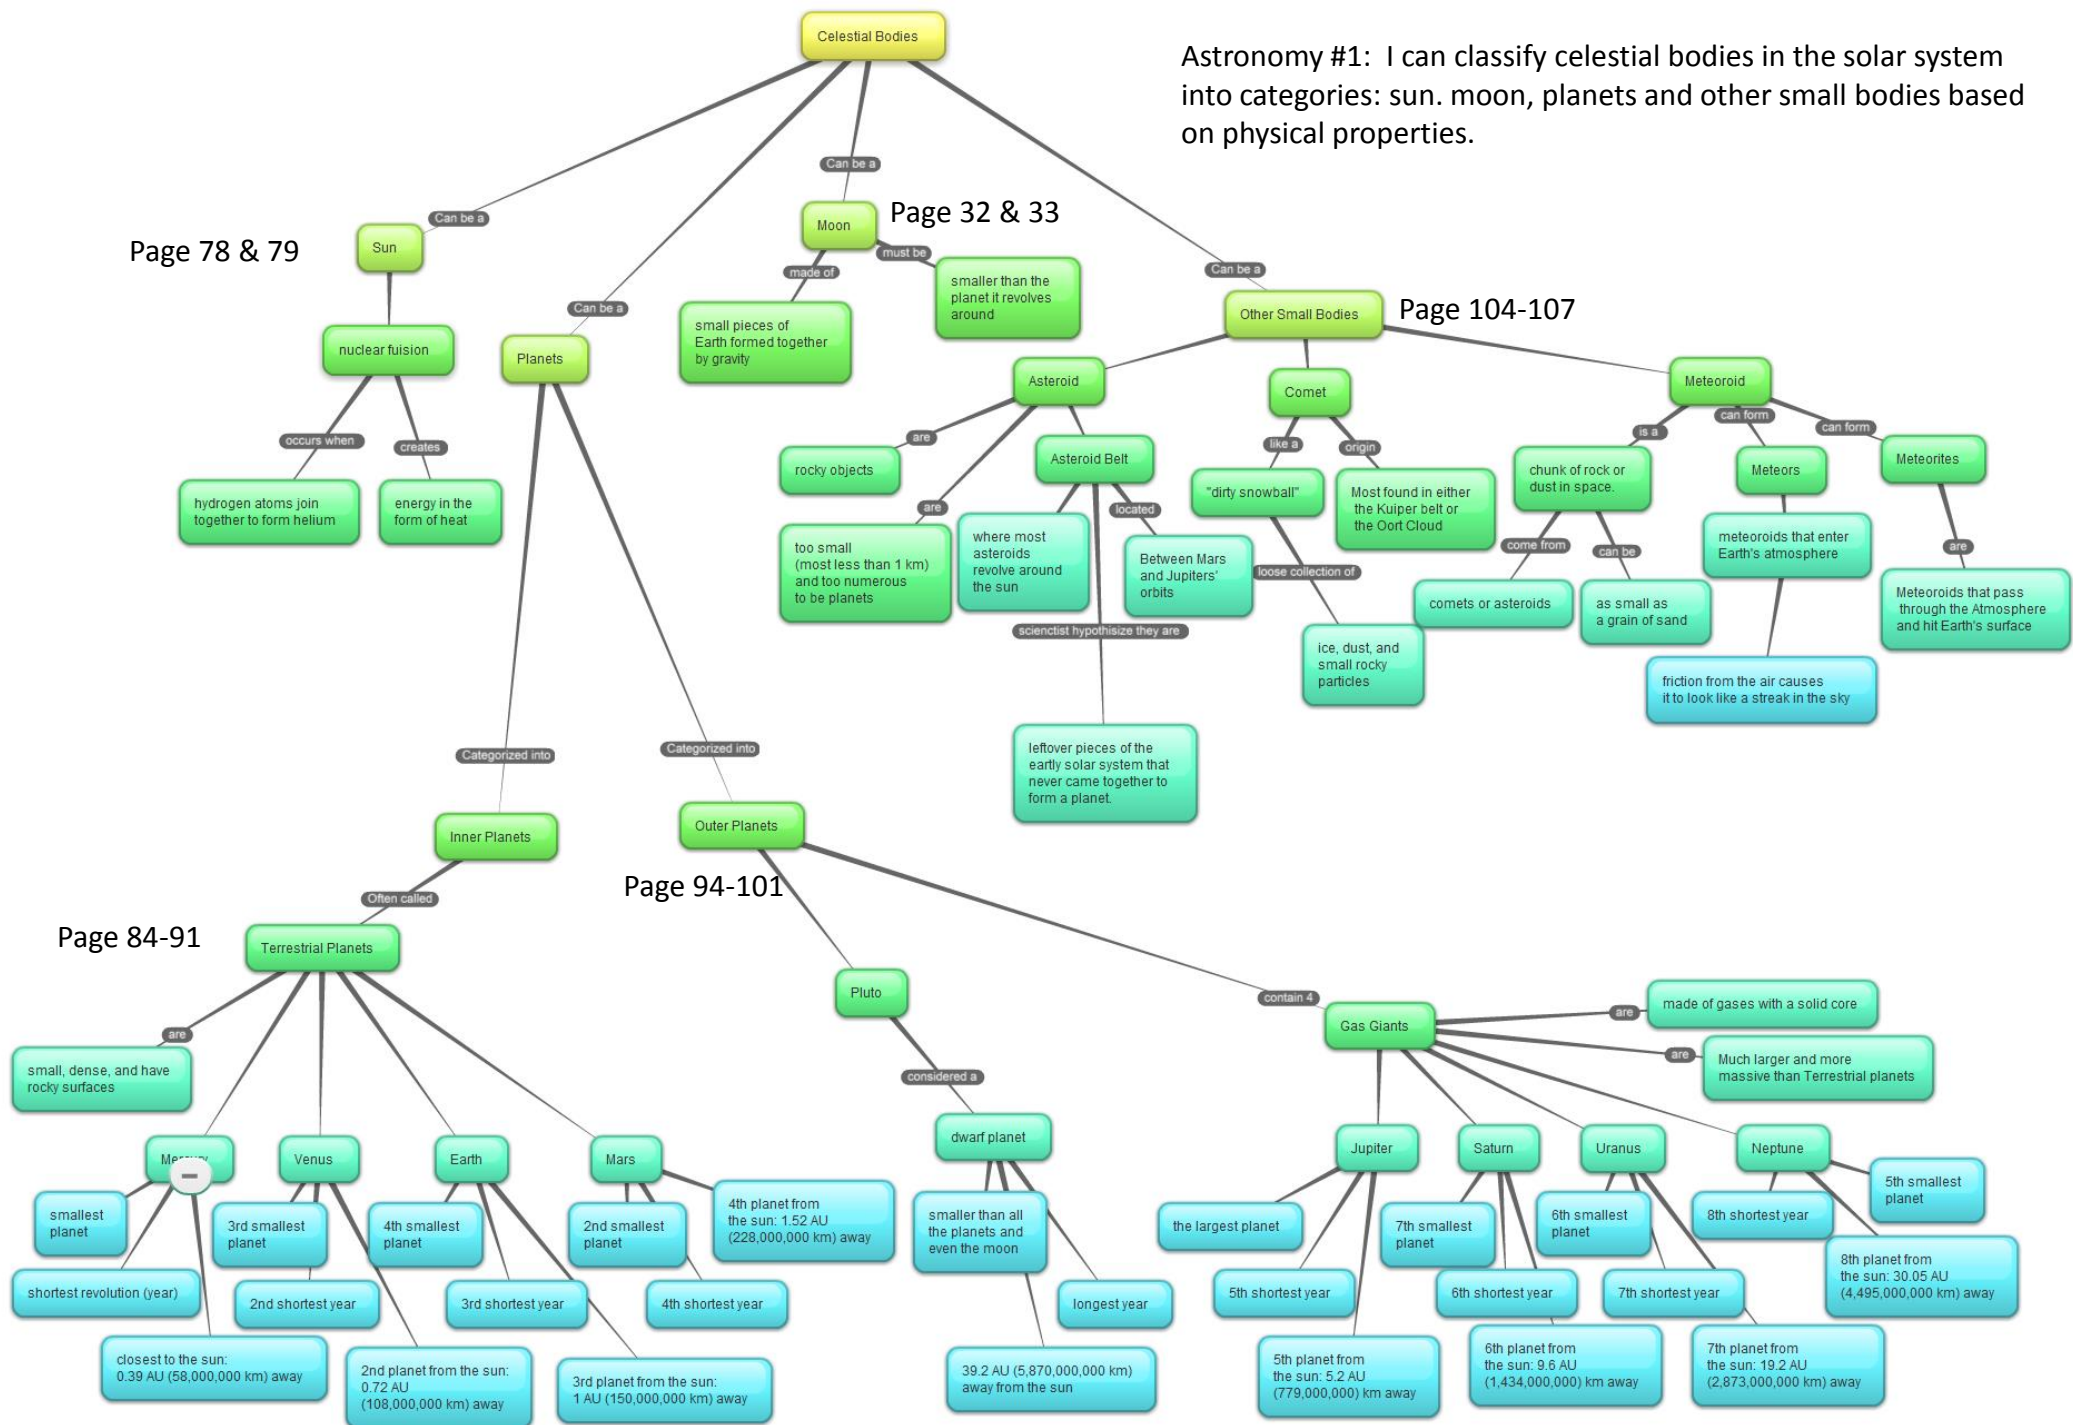 Celestial Bodies
Astronomy #1:  I can classify celestial bodies in the solar system
into categories: sun. moon, planets and other small bodies based
on physical properties.
Can be a
Can be a
Can be a
Can be a
Page 78 & 79
Sun
nuclear fuision
occurs when
creates
hydrogen atoms join
together to form helium
energy in the
form of heat
Page 32 & 33
Moon
made of
must be
small pieces of
Earth formed together
by gravity
smaller than the
planet it revolves
around
Other Small Bodies
Page 104-107
Asteroid
are
rocky objects
are
too small
(most less than 1 km)
and too numerous
to be planets
Asteroid Belt
where most
asteroids
revolve around
the sun
located
Between Mars
and Jupiters'
orbits
scienctist hypothisize they are
leftover pieces of the
eartly solar system that
never came together to
form a planet.
Comet
like a
origin
"dirty snowball"
Most found in either
the Kuiper belt or
the Oort Cloud
loose collection of
ice, dust, and
small rocky
particles
Meteoroid
is a
can form
can form
chunk of rock or
dust in space.
come from
can be
comets or asteroids
as small as
a grain of sand
Meteors
meteoroids that enter
Earth's atmosphere
friction from the air causes
it to look like a streak in the sky
Meteorites
are
Meteoroids that pass
through the Atmosphere
and hit Earth's surface
Planets
Categorized into
Categorized into
Inner Planets
Often called
Page 84-91
Terrestrial Planets
are
small, dense, and have
rocky surfaces
Mercury
smallest
planet
shortest revolution (year)
closest to the sun:
0.39 AU (58,000,000 km) away
Venus
3rd smallest
planet
2nd shortest year
2nd planet from the sun:
0.72 AU
(108,000,000 km) away
Earth
4th smallest
planet
3rd shortest year
3rd planet from the sun:
1 AU (150,000,000 km) away
Mars
2nd smallest
planet
4th shortest year
4th planet from
the sun: 1.52 AU
(228,000,000 km) away
Outer Planets
Page 94-101
Pluto
considered a
dwarf planet
smaller than all
the planets and
even the moon
longest year
39.2 AU (5,870,000,000 km)
away from the sun
contain 4
Gas Giants
are
made of gases with a solid core
are
Much larger and more
massive than Terrestrial planets
Jupiter
the largest planet
5th shortest year
5th planet from
the sun: 5.2 AU
(779,000,000) km away
Saturn
7th smallest
planet
6th shortest year
6th planet from
the sun: 9.6 AU
(1,434,000,000) km away
Uranus
6th smallest
planet
7th shortest year
7th planet from
the sun: 19.2 AU
(2,873,000,000 km) away
Neptune
8th shortest year
5th smallest
planet
8th planet from
the sun: 30.05 AU
(4,495,000,000 km) away